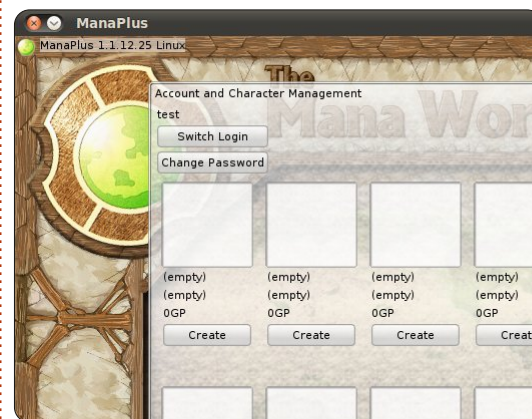 ManaPlus
ManaPlus 1.1.12.25 Linux
The
Mana Wor
Account and Character Management
test
Switch Login
Change Password
(empty) (empty) (empty) (empty)
(empty) (empty) (empty) (empty)
0GP 0GP 0GP 0GP
Create Create Create Creat